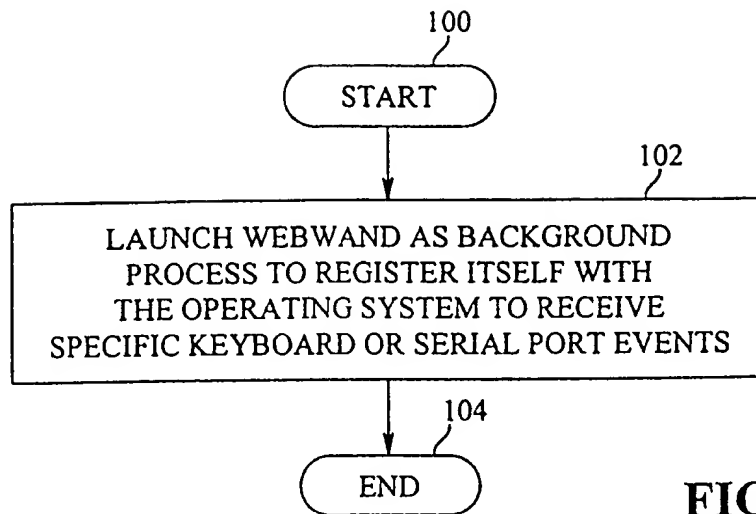 100
START
102
LAUNCH WEBWAND AS BACKGROUND
PROCESS TO REGISTER ITSELF WITH
THE OPERATING SYSTEM TO RECEIVE
SPECIFIC KEYBOARD OR SERIAL PORT EVENTS
104
END
FIG